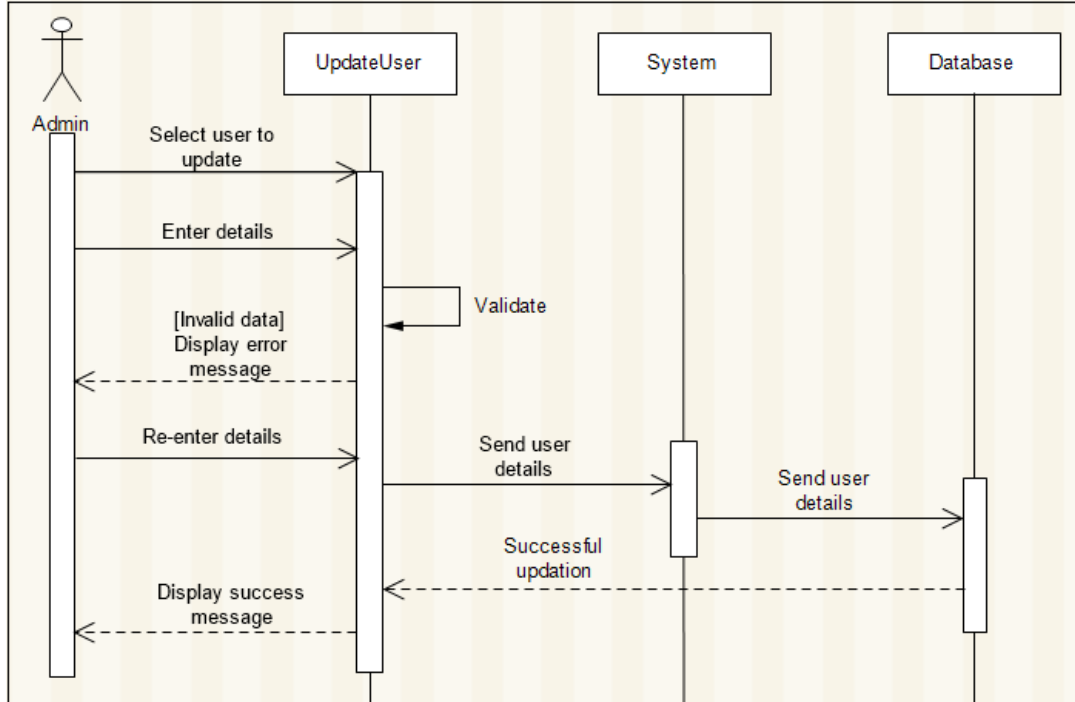 UpdateUser
System
Database
Admin
Select user to
update
Enter details
Validate
[Invalid data]
Display error
message
Re-enter details
Send user
details
Send user
details
Successful
updation
Display success
message